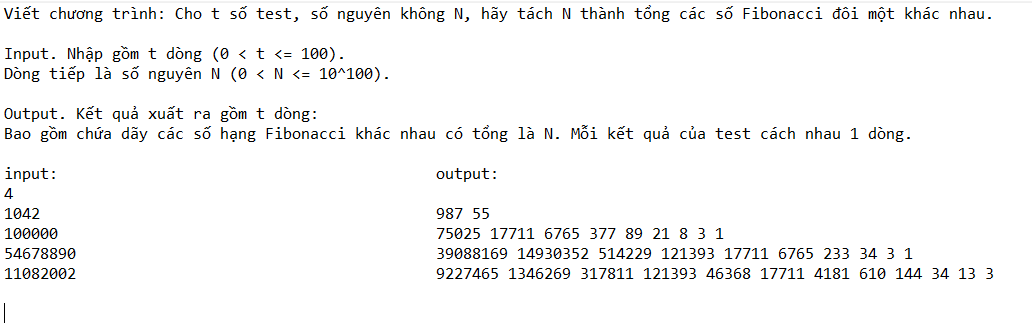 Viết chương trình: Cho t số test, số nguyên không N, hãy tách N thành tổng các số Fibonacci đôi một khác nhau.
Input. Nhập gồm t dòng (0 < t <= 100).
Dòng tiếp là số nguyên N (0 < N <= 10^100).
Output. Kết quả xuất ra gồm t dòng:
Bao gồm chứa dãy các số hạng Fibonacci khác nhau có tổng là N. Mỗi kết quả của test cách nhau 1 dòng.
input: output:
4
1042 987 55
100000 75025 17711 6765 377 89 21 8 3 1
54678890 39088169 14930352 514229 121393 17711 6765 233 34 3 1
11082002 9227465 1346269 317811 121393 46368 17711 4181 610 144 34 13 3